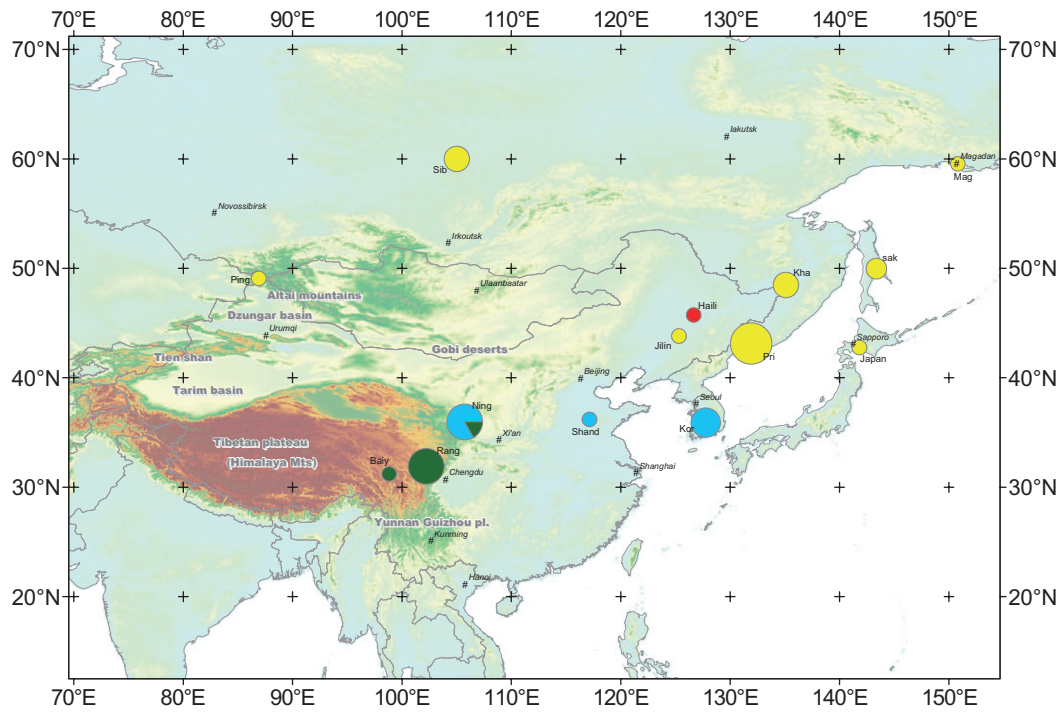 70°E 80°E 90°E 100°E 110°E 120°E 130°E 140°E 150°E
70°N 70°N
# Iakutsk
60°N 60°N
Sib
# Magadan
Mag
# Novossibirsk
# Irkoutsk
sak
50°N 50°N
Ping
Kha
Altai mountains
# Ulaanbaatar
Dzungar basin
Haili
# Urumqi
Jilin
Pri
# Sapporo
Japan
Gobi deserts
Tien shan
40°N 40°N
# Beijing
Tarim basin
Ning
# Seoul
Shand
Kor
# Xi'an
Tibetan plateau
(Himalaya Mts)
Baiy
Rang
# Chengdu
# Shanghai
30°N 30°N
Yunnan Guizhou pl.
# Kunming
# Hanoi
20°N 20°N
70°E 80°E 90°E 100°E 110°E 120°E 130°E 140°E 150°E